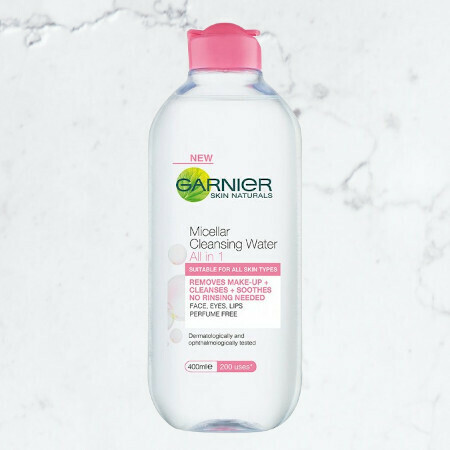 NEW
GARNIER
SKIN NATURALS
Micellar
Cleansing Water
All in 1
SUITABLE FOR ALL SKIN TYPES
REMOVES MAKE-UP +
CLEANSES + SOOTHES
NO RINSING NEEDED
FACE, EYES, LIPS
PERFUME FREE
Dermatologically and
ophthalmologically tested
400ml℮ 200 uses*